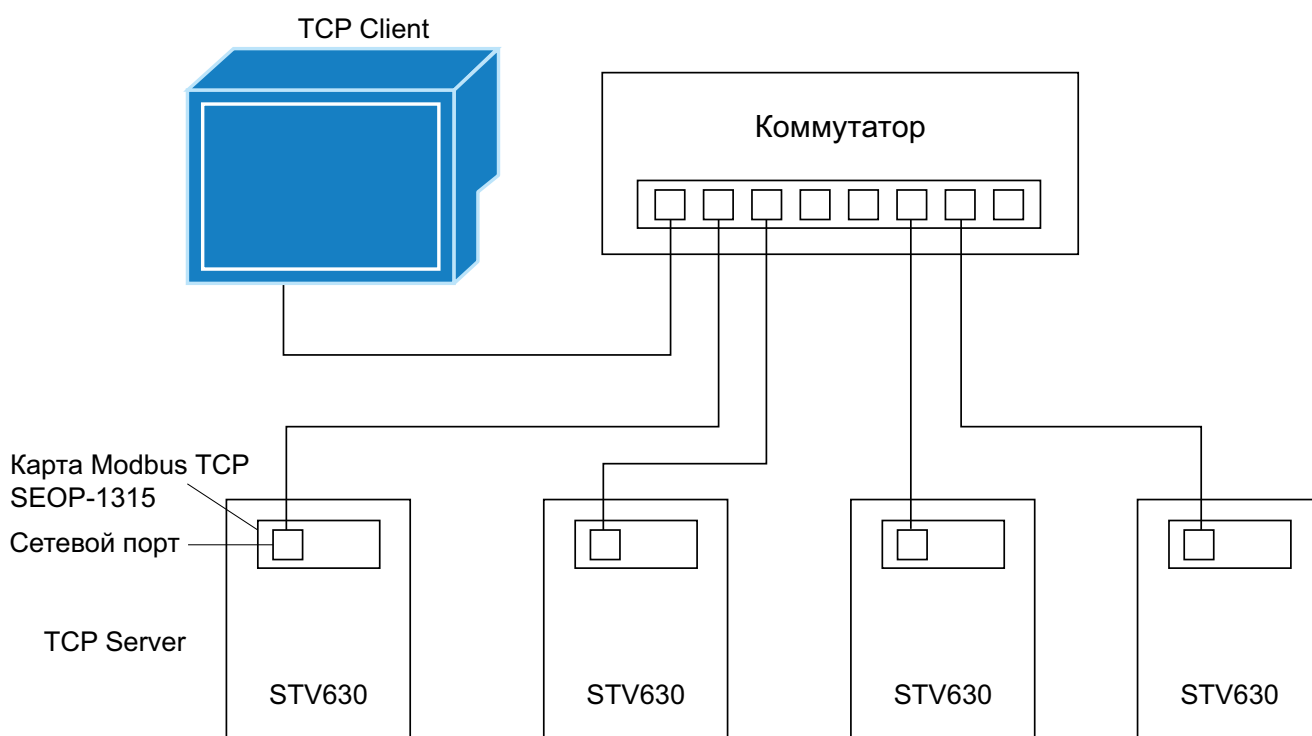 TCP Client
Коммутатор
Карта Modbus TCP
SEOP-1315
Сетевой порт
TCP Server
STV630
STV630
STV630
STV630